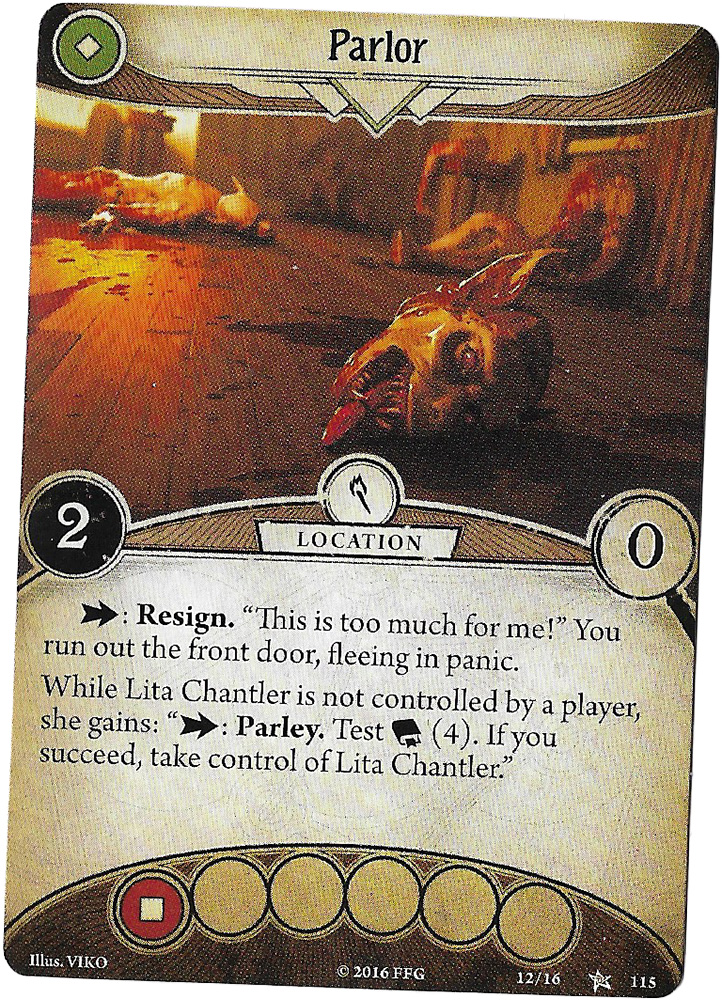 Parlor
2
LOCATION
0
: Resign. “This is too much for me!” You
run out the front door, fleeing in panic.
While Lita Chantler is not controlled by a player,
she gains: “: Parley. Test (4). If you
succeed, take control of Lita Chantler.”
Illus. VIKO
© 2016 FFG
12/16
115